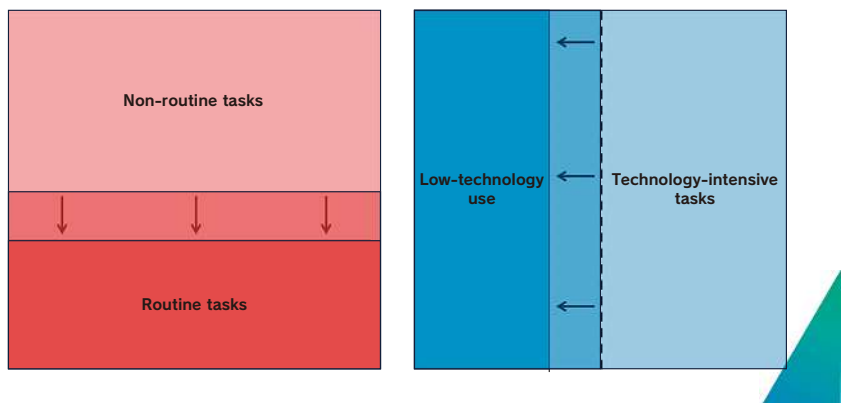 Non-routine tasks
Routine tasks
Low-technology
use
Technology-intensive
tasks